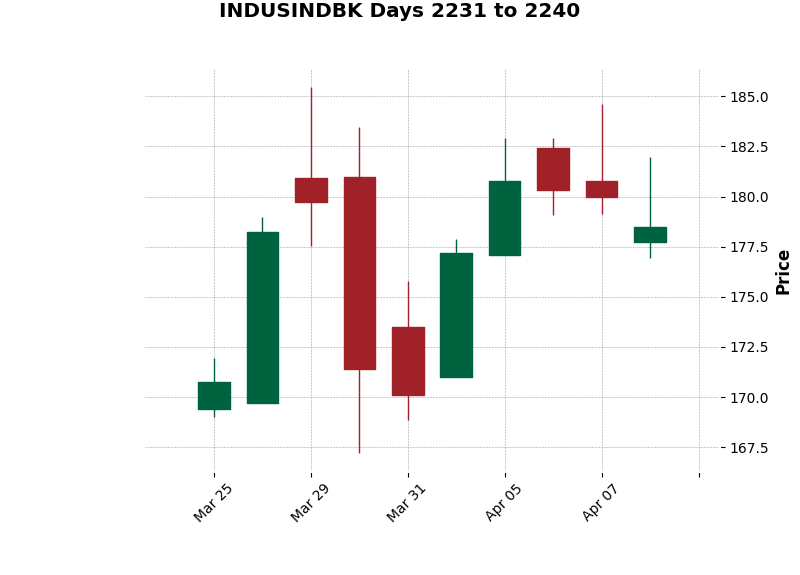 INDUSINDBK Days 2231 to 2240
185.0
182.5
180.0
177.5
175.0
172.5
170.0
167.5
Price
Mar 25
Mar 29
Mar 31
Apr 05
Apr 07